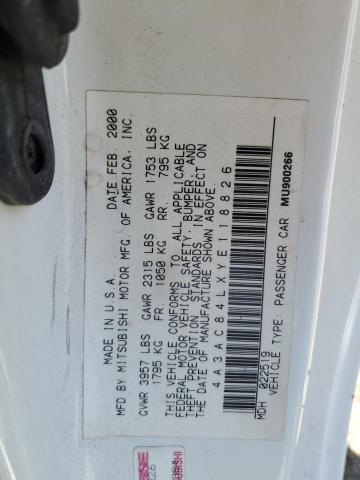 MADE IN U.S.A. DATE FEB. 2000
MFD BY MITSUBISHI MOTOR MFG. OF AMERICA, INC.
GVWR 3957 LBS GAWR 2315 LBS GAWR 1753 LBS
1795 KG FR. 1050 KG RR. 795 KG
THIS VEHICLE CONFORMS TO ALL APPLICABLE
FEDERAL MOTOR VEHICLE SAFETY, BUMPER, AND
THEFT PREVENTION STANDARDS IN EFFECT ON
THE DATE OF MANUFACTURE SHOWN ABOVE.
4A3AC84LXYE118826
MDH 022519
VEHICLE TYPE: PASSENGER CAR MU900266